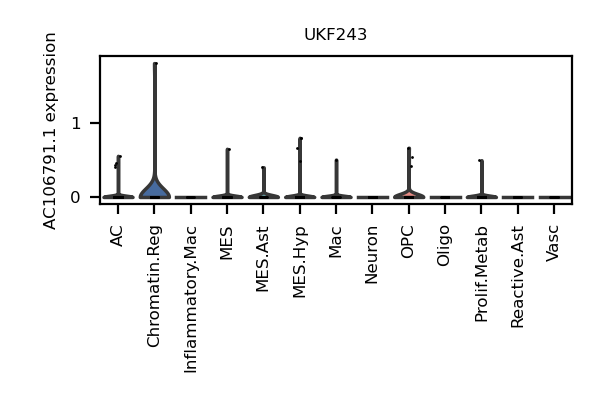 UKF243
AC106791.1 expression
1
0
AC
Chromatin.Reg
Inflammatory.Mac
MES
MES.Ast
MES.Hyp
Mac
Neuron
OPC
Oligo
Prolif.Metab
Reactive.Ast
Vasc